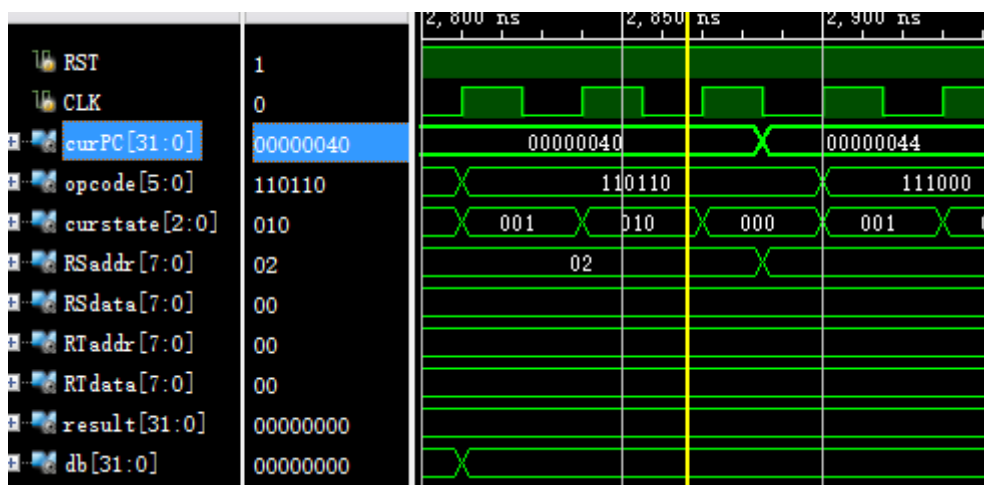 2,800 ns 2,850 ns 2,900 ns
RST 1
CLK 0
curPC[31:0] 00000040 00000040 00000044
opcode[5:0] 110110 110110 111000
curstate[2:0] 010 001 010 000 001
RSaddr[7:0] 02 02
RSdata[7:0] 00
RTaddr[7:0] 00
RTdata[7:0] 00
result[31:0] 00000000
db[31:0] 00000000